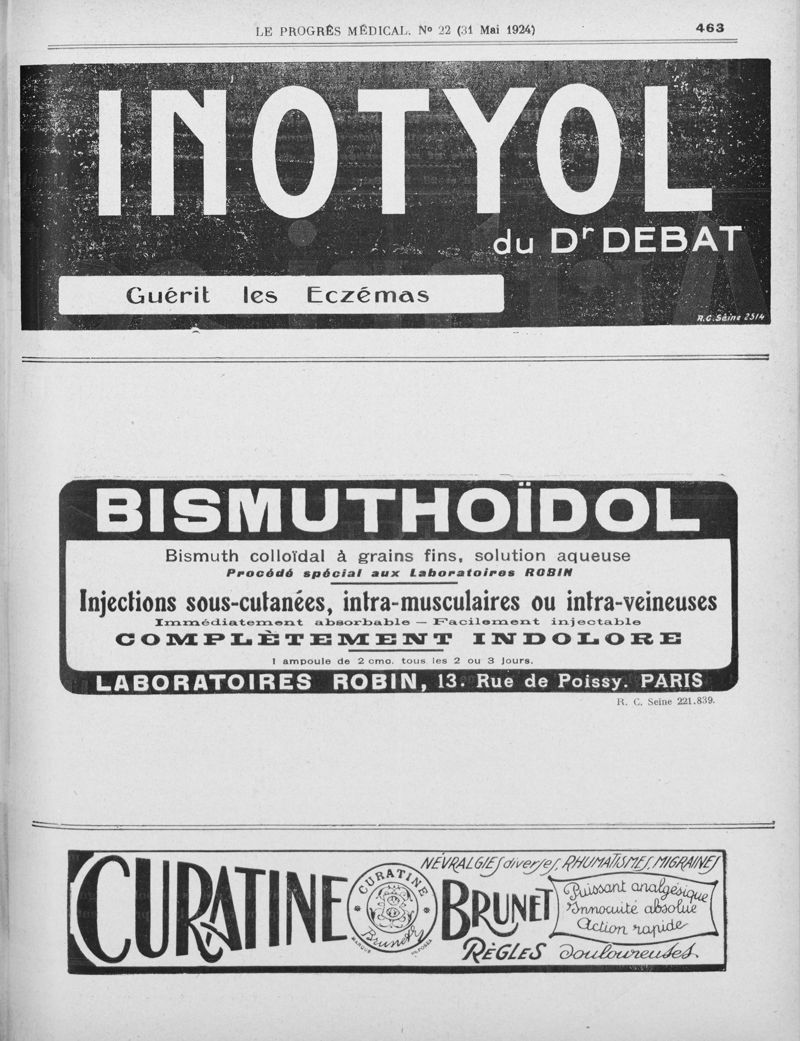 LE PROGRÈS MÉDICAL. Nº 22 (31 Mai 1924)
463
INOTYOL
du Dr DEBAT
Guérit les Eczémas
R.C. Seine 2514
BISMUTHOÏDOL
Bismuth colloïdal à grains fins, solution aqueuse
Procédé spécial aux Laboratoires ROBIN
Injections sous-cutanées, intra-musculaires ou intra-veineuses
Immédiatement absorbable — Facilement injectable
COMPLÈTEMENT INDOLORE
1 ampoule de 2 cmc. tous les 2 ou 3 jours.
LABORATOIRES ROBIN, 13. Rue de Poissy. PARIS
R. C. Seine 221.839.
NÉVRALGIES diverses, RHUMATISMES, MIGRAINES
CURATINE
CURATINE
MARQUE
BRUNET
Puissant analgésique
Innocuité absolue
Action rapide
RÈGLES douloureuses.